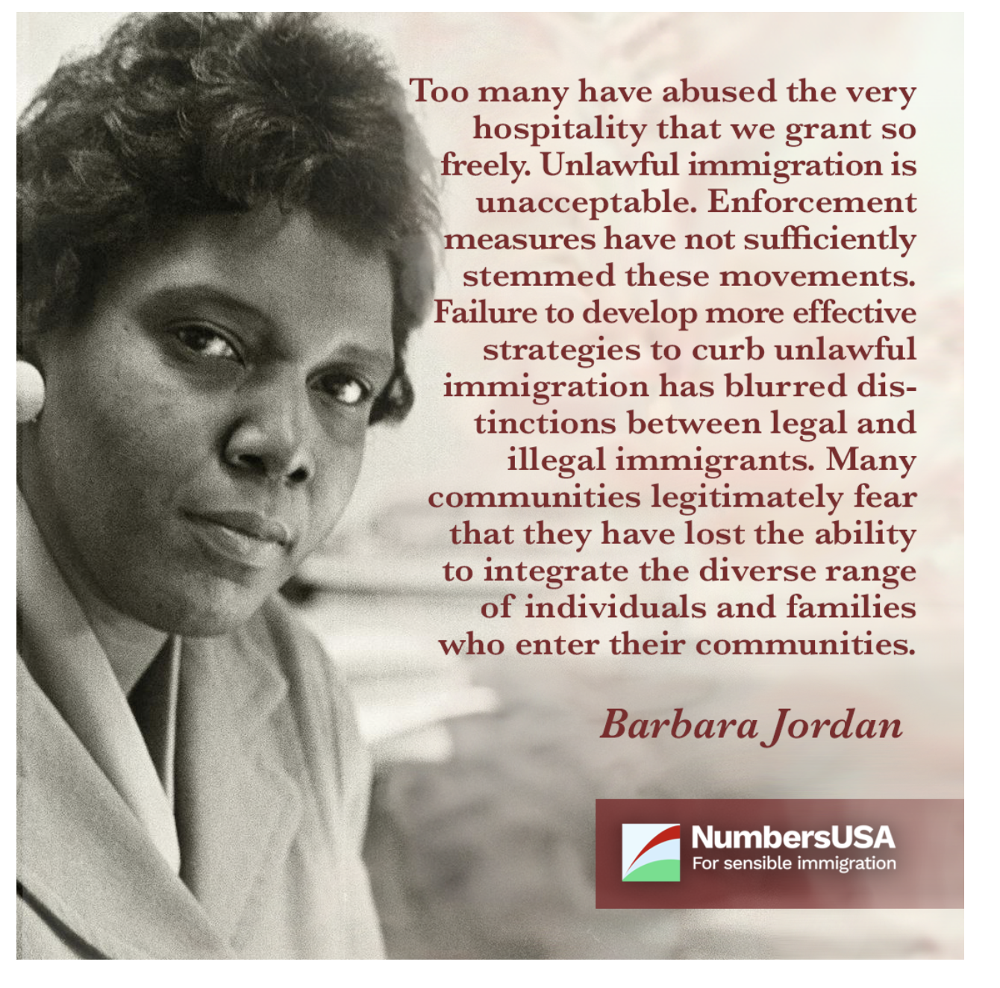 Too many have abused the very
hospitality that we grant so
freely. Unlawful immigration is
unacceptable. Enforcement
measures have not sufficiently
stemmed these movements.
Failure to develop more effective
strategies to curb unlawful
immigration has blurred dis-
tinctions between legal and
illegal immigrants. Many
communities legitimately fear
that they have lost the ability
to integrate the diverse range
of individuals and families
who enter their communities.
Barbara Jordan
NumbersUSA
For sensible immigration